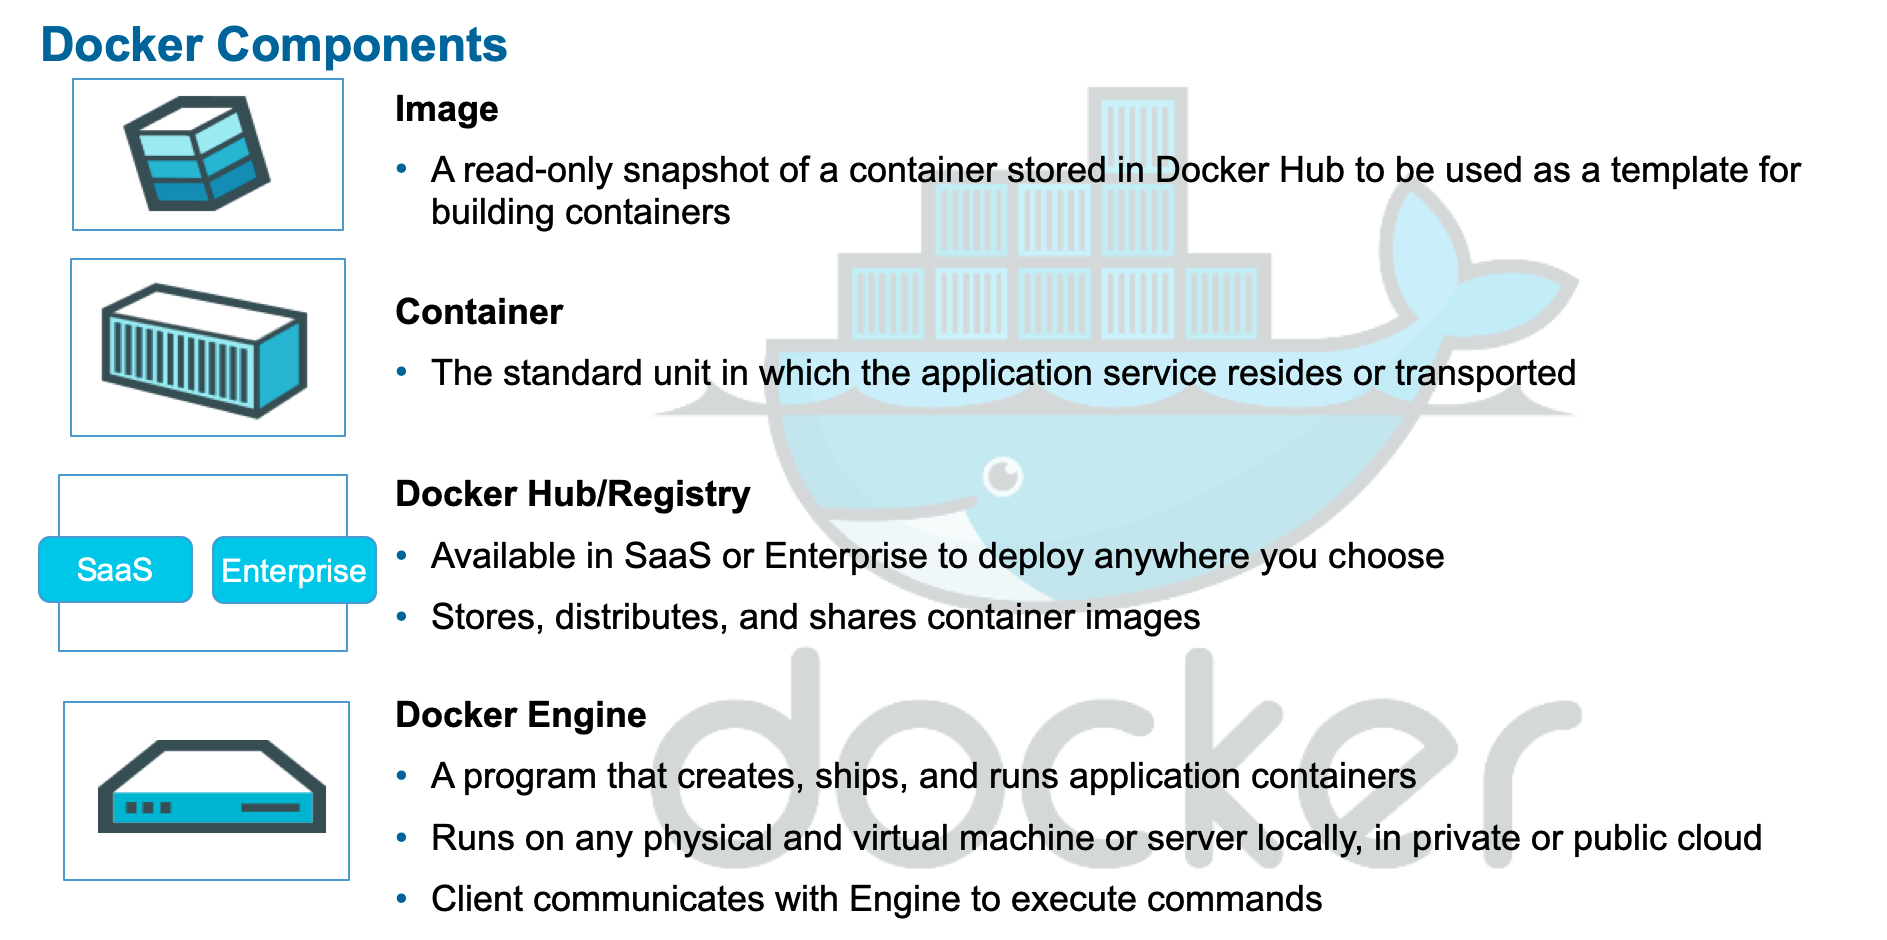 Docker Components
Image
• A read-only snapshot of a container stored in Docker Hub to be used as a template for
building containers
Container
• The standard unit in which the application service resides or transported
Docker Hub/Registry
SaaS
Enterprise
• Available in SaaS or Enterprise to deploy anywhere you choose
• Stores, distributes, and shares container images
docker
Docker Engine
• A program that creates, ships, and runs application containers
• Runs on any physical and virtual machine or server locally, in private or public cloud
• Client communicates with Engine to execute commands